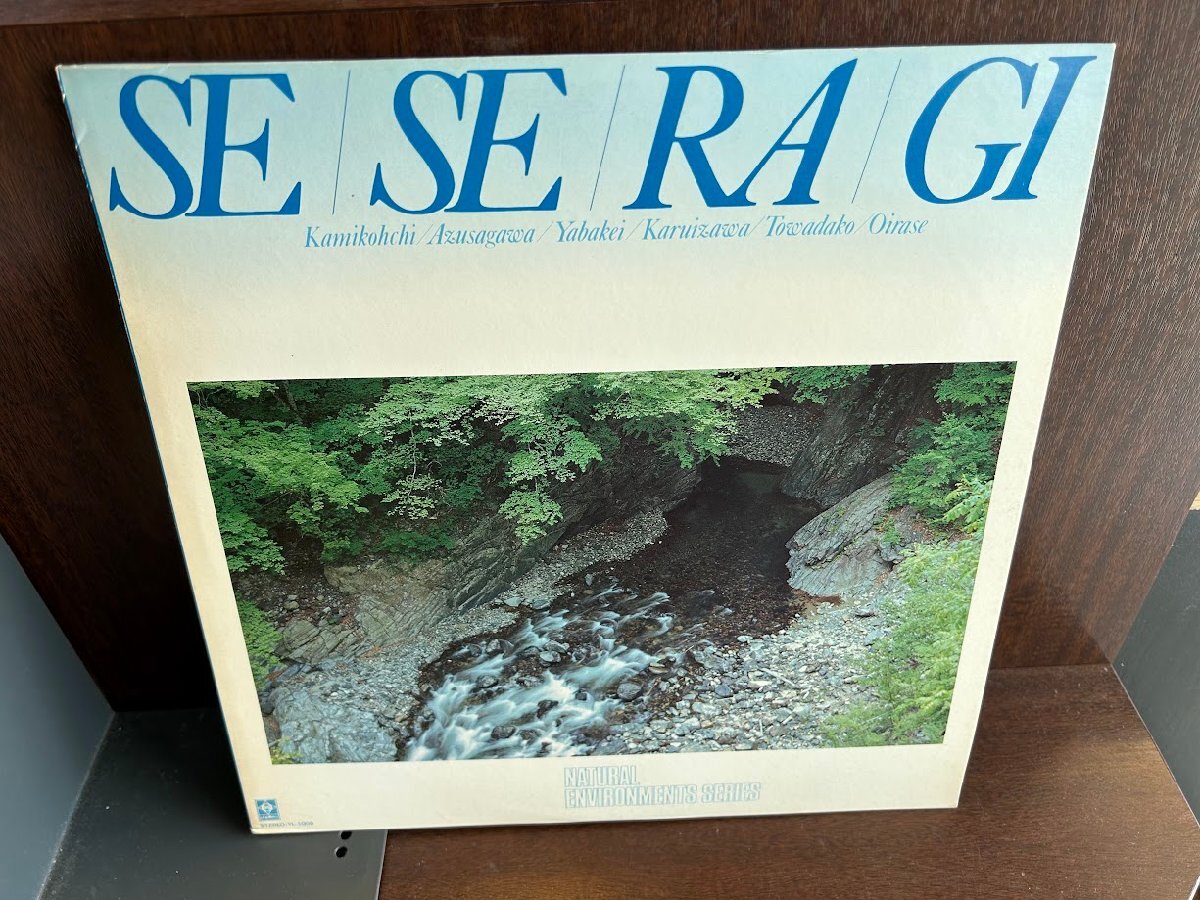 SE/SE/RA/GI
Kamikohchi/Azusagawa/Yabakei/Karuizawa/Towadako/Oirase
NATURAL
ENVIRONMENTS SERIES